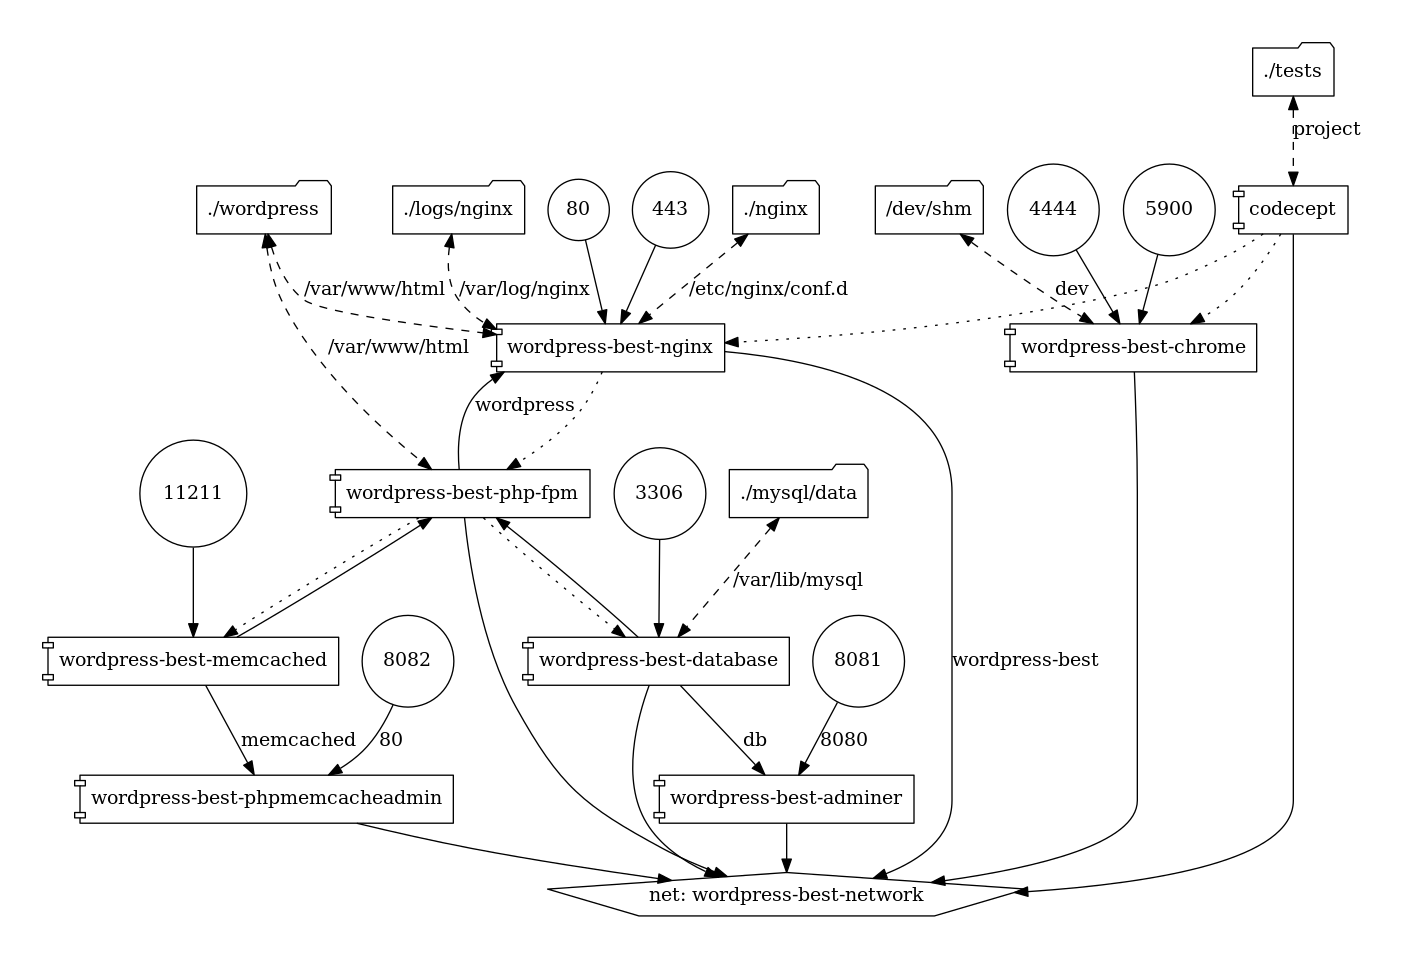 ./tests
project
./wordpress
./logs/nginx
80
443
./nginx
/dev/shm
4444
5900
codecept
/var/www/html
/var/log/nginx
/etc/nginx/conf.d
dev
/var/www/html
wordpress-best-nginx
wordpress-best-chrome
wordpress
11211
wordpress-best-php-fpm
3306
./mysql/data
/var/lib/mysql
wordpress-best-memcached
8082
wordpress-best-database
8081
wordpress-best
memcached
80
db
8080
wordpress-best-phpmemcacheadmin
wordpress-best-adminer
net: wordpress-best-network